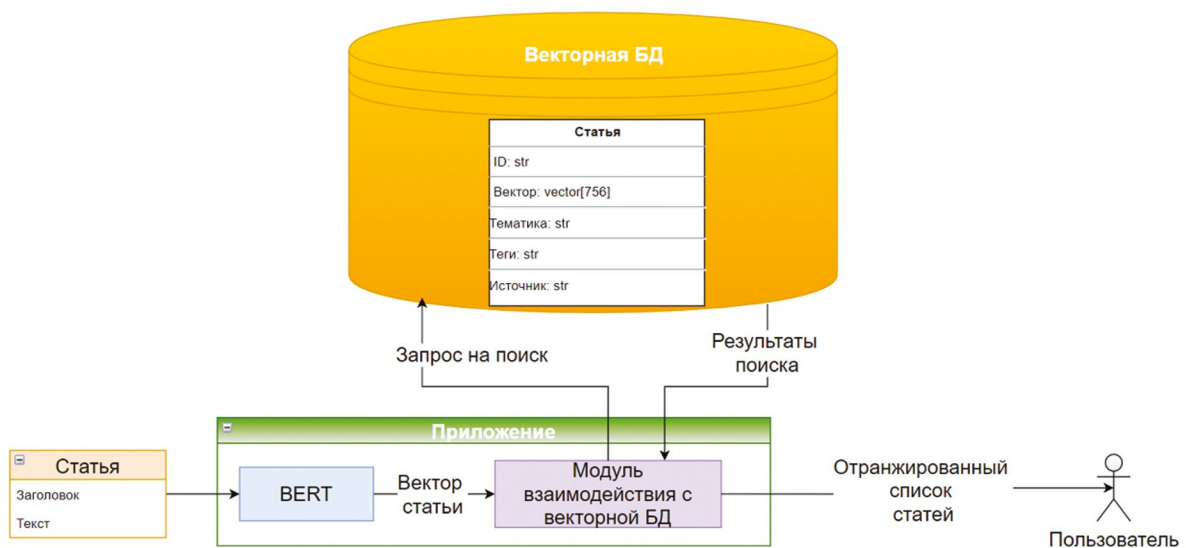 Векторная БД
Статья
ID: str
Вектор: vector[756]
Тематика: str
Теги: str
Источник: str
Запрос на поиск
Результаты
поиска
Приложение
Статья
Заголовок
Текст
BERT
Вектор
статьи
Модуль
взаимодействия с
векторной БД
Отранжированный
список
статей
Пользователь